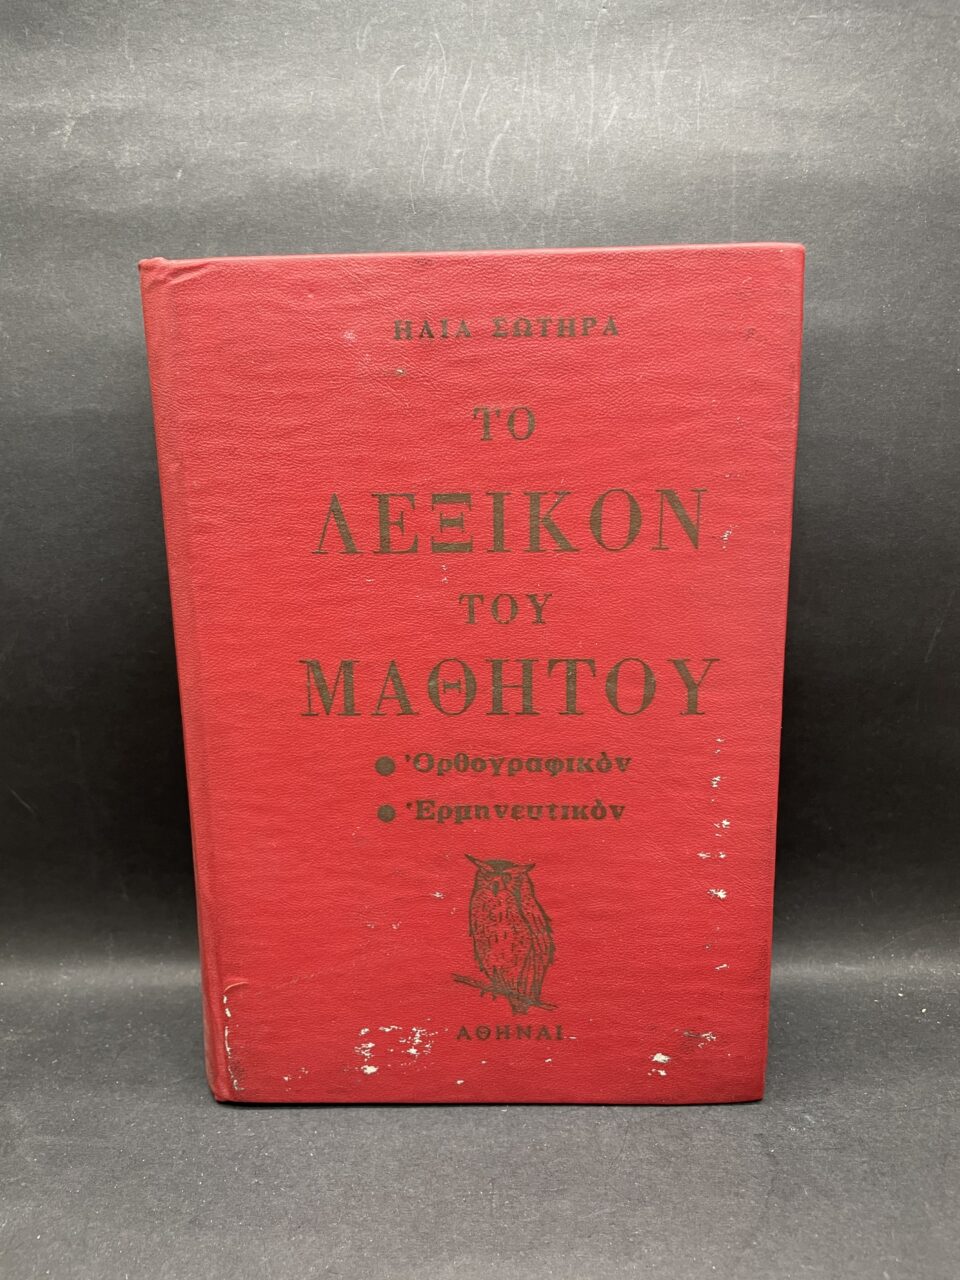 ΗΛΙΑ ΣΩΤΗΡΑ
ΤΟ
ΛΕΞΙΚΟΝ
ΤΟΥ
ΜΑΘΗΤΟΥ
● Ὀρθογραφικὸν
● Ἑρμηνευτικὸν
ΑΘΗΝΑΙ